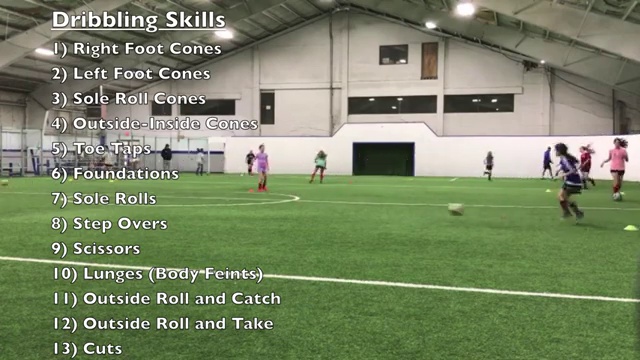 Dribbling Skills
1) Right Foot Cones
2) Left Foot Cones
3) Sole Roll Cones
4) Outside-Inside Cones
5) Toe Taps
6) Foundations
7) Sole Rolls
8) Step Overs
9) Scissors
10) Lunges (Body Feints)
11) Outside Roll and Catch
12) Outside Roll and Take
13) Cuts